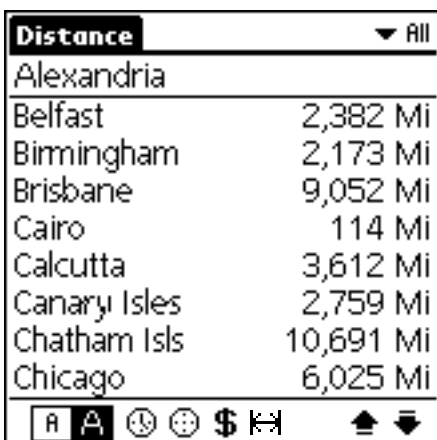 Distance All
Alexandria
Belfast 2,382 Mi
Birmingham 2,173 Mi
Brisbane 9,052 Mi
Cairo 114 Mi
Calcutta 3,612 Mi
Canary Isles 2,759 Mi
Chatham Isls 10,691 Mi
Chicago 6,025 Mi
A A $